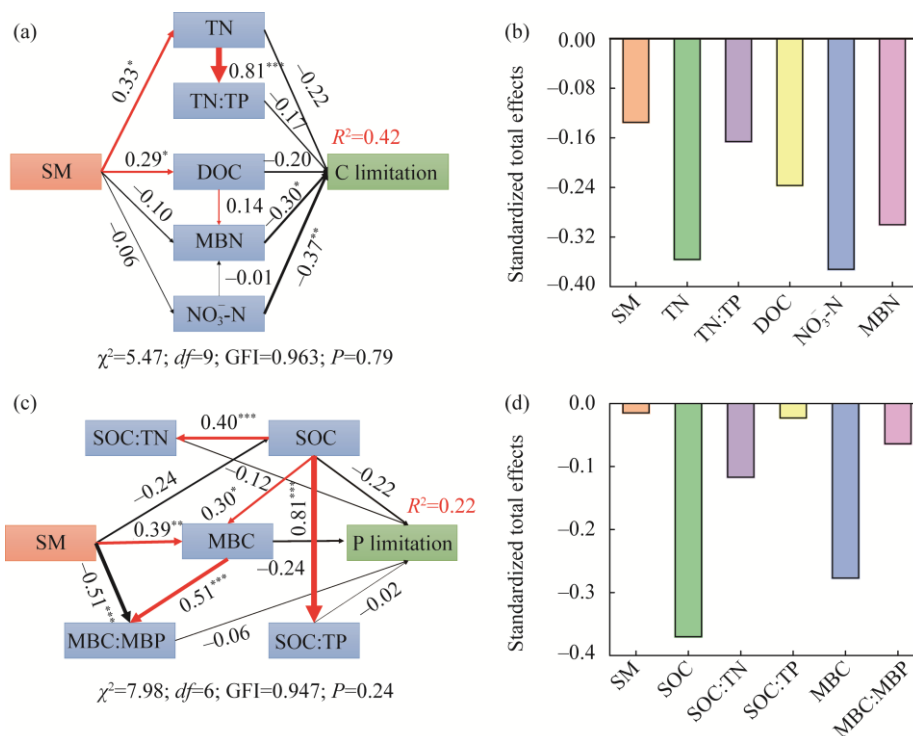 (a)
TN
0.33*
0.81***
−0.22
TN:TP
−0.17
R²=0.42
SM
0.29*
DOC
−0.20
C limitation
−0.10
0.14
−0.30*
MBN
−0.06
−0.01
−0.37**
NO₃⁻-N
χ²=5.47; df=9; GFI=0.963; P=0.79
(b)
Standardized total effects
0.00
−0.08
−0.16
−0.24
−0.32
−0.40
SM
TN
TN:TP
DOC
NO₃⁻-N
MBN
(c)
SOC:TN
0.40***
SOC
−0.24
−0.12
−0.22
0.30*
0.81***
R²=0.22
SM
0.39**
MBC
P limitation
−0.24
−0.51***
0.51***
−0.02
−0.06
MBC:MBP
SOC:TP
χ²=7.98; df=6; GFI=0.947; P=0.24
(d)
Standardized total effects
0.0
−0.1
−0.2
−0.3
−0.4
SM
SOC
SOC:TN
SOC:TP
MBC
MBC:MBP